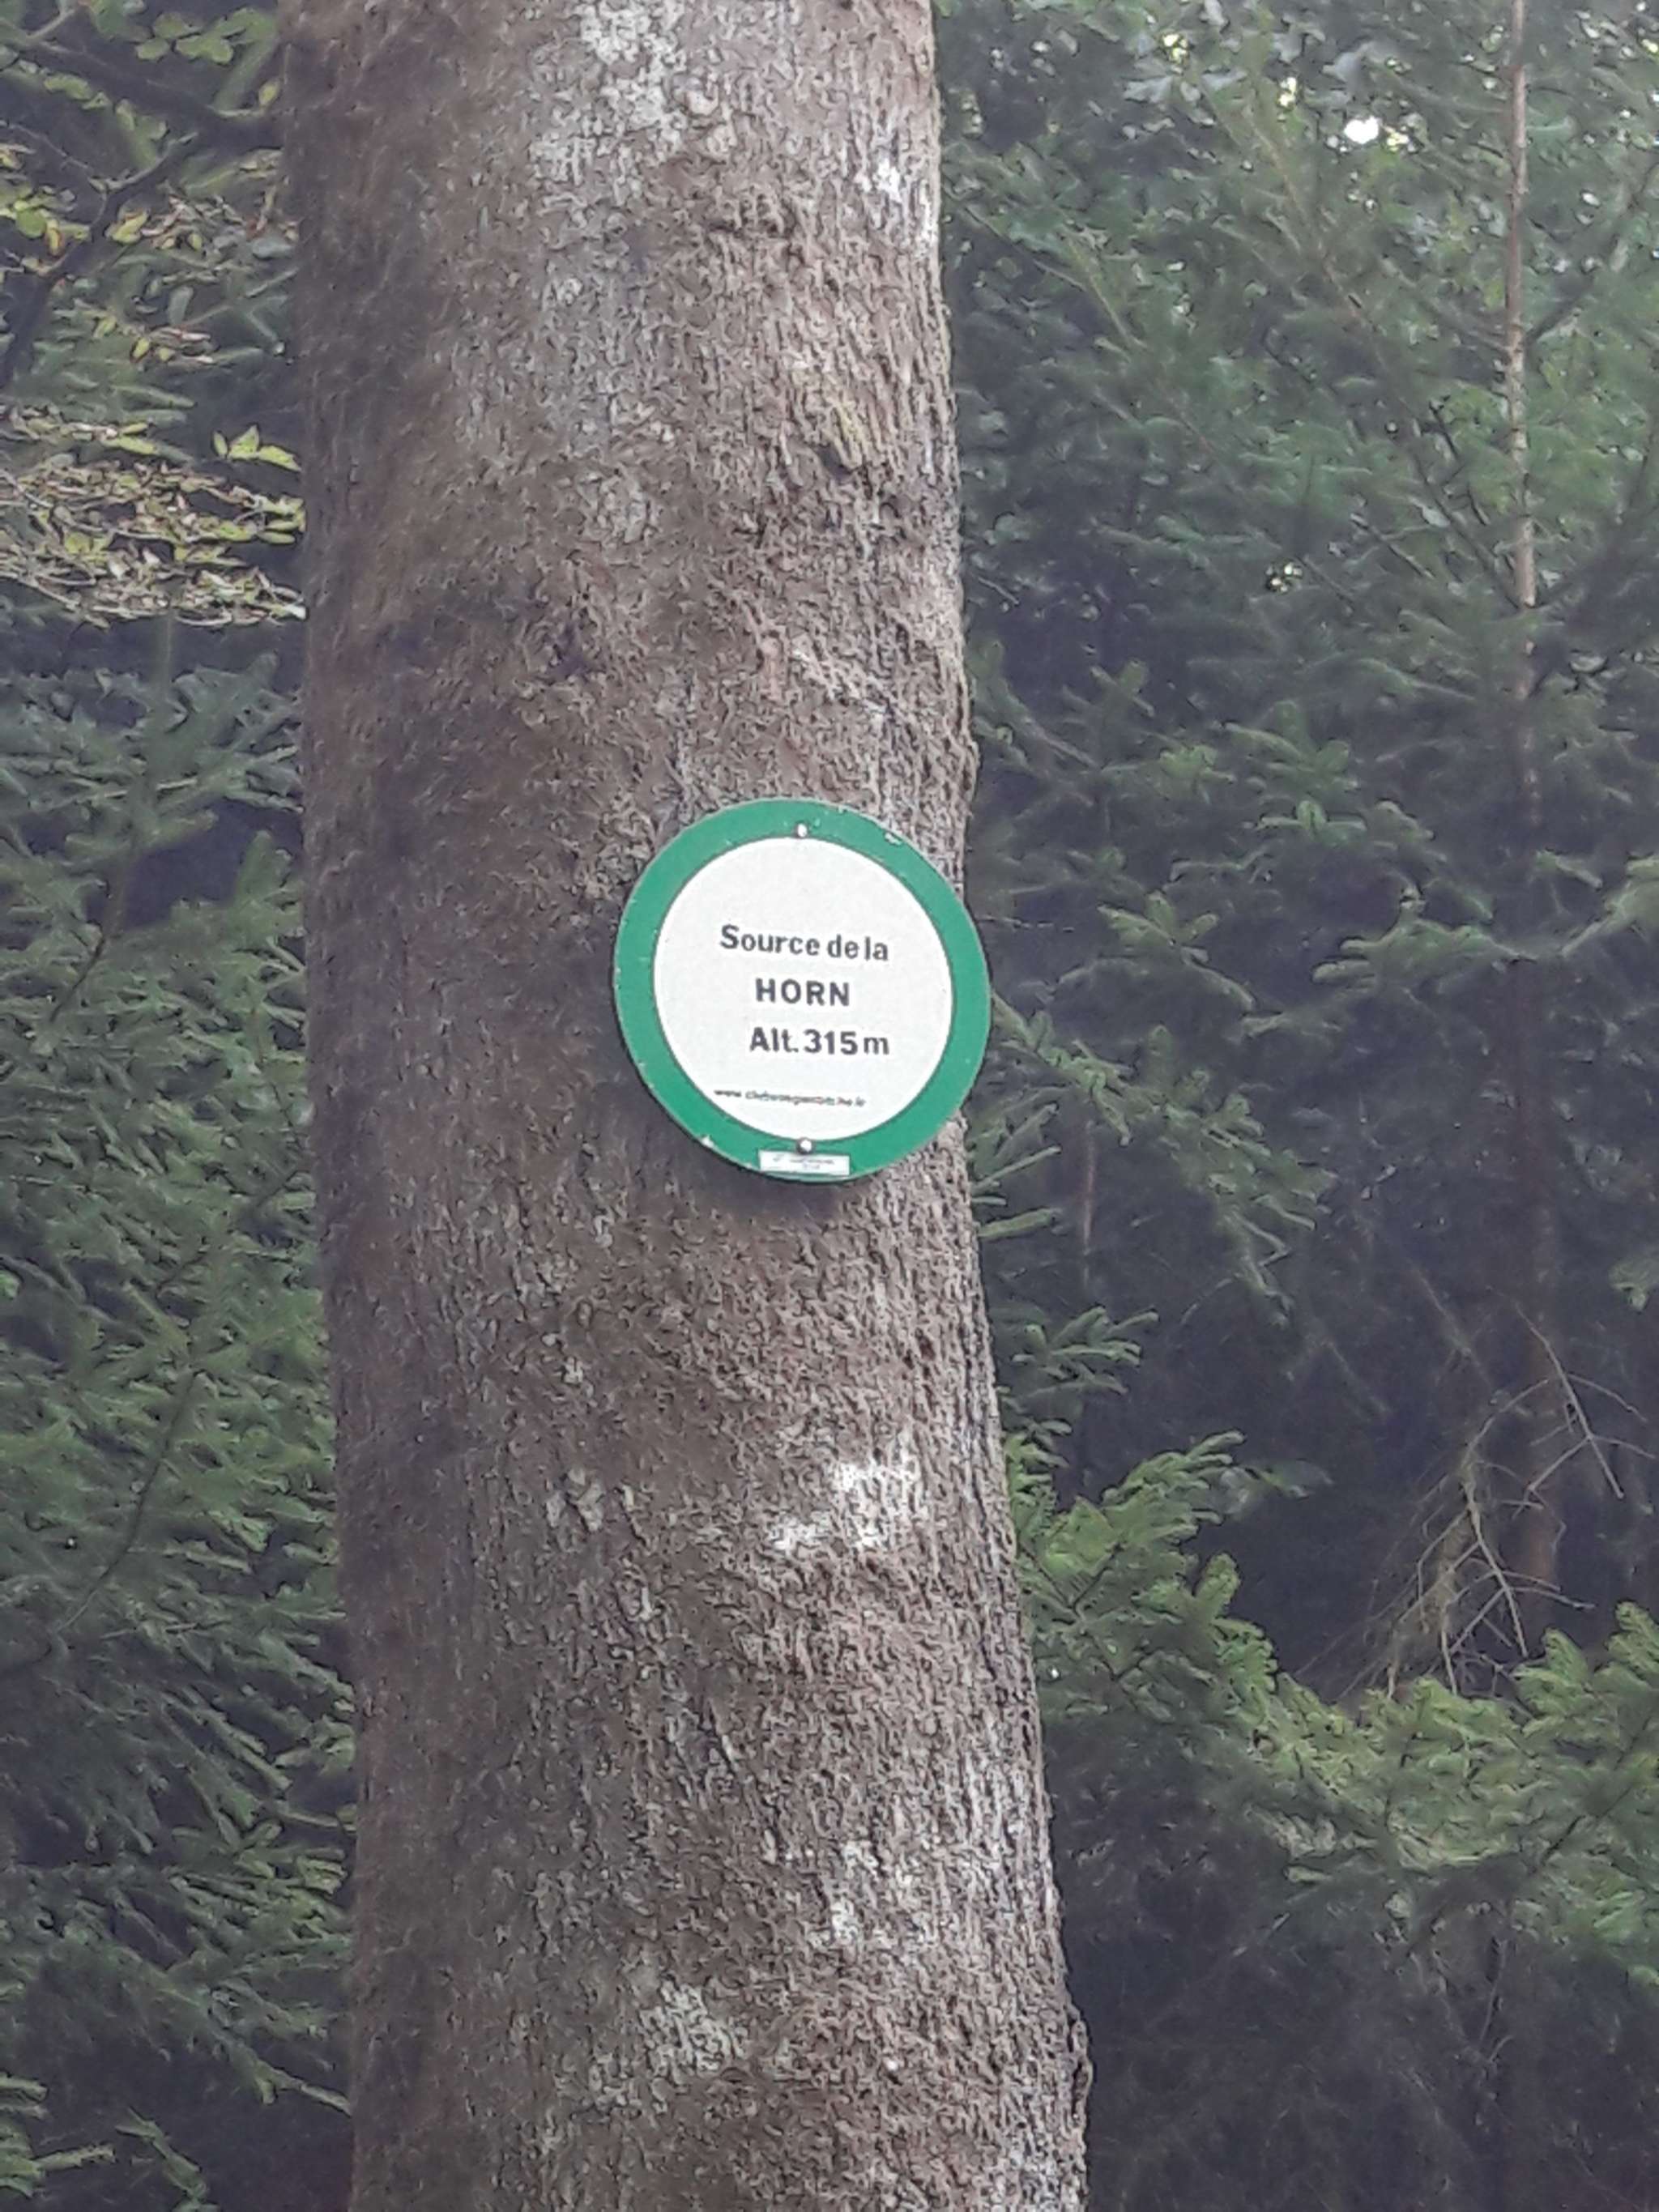 Source de la
HORN
Alt. 315 m